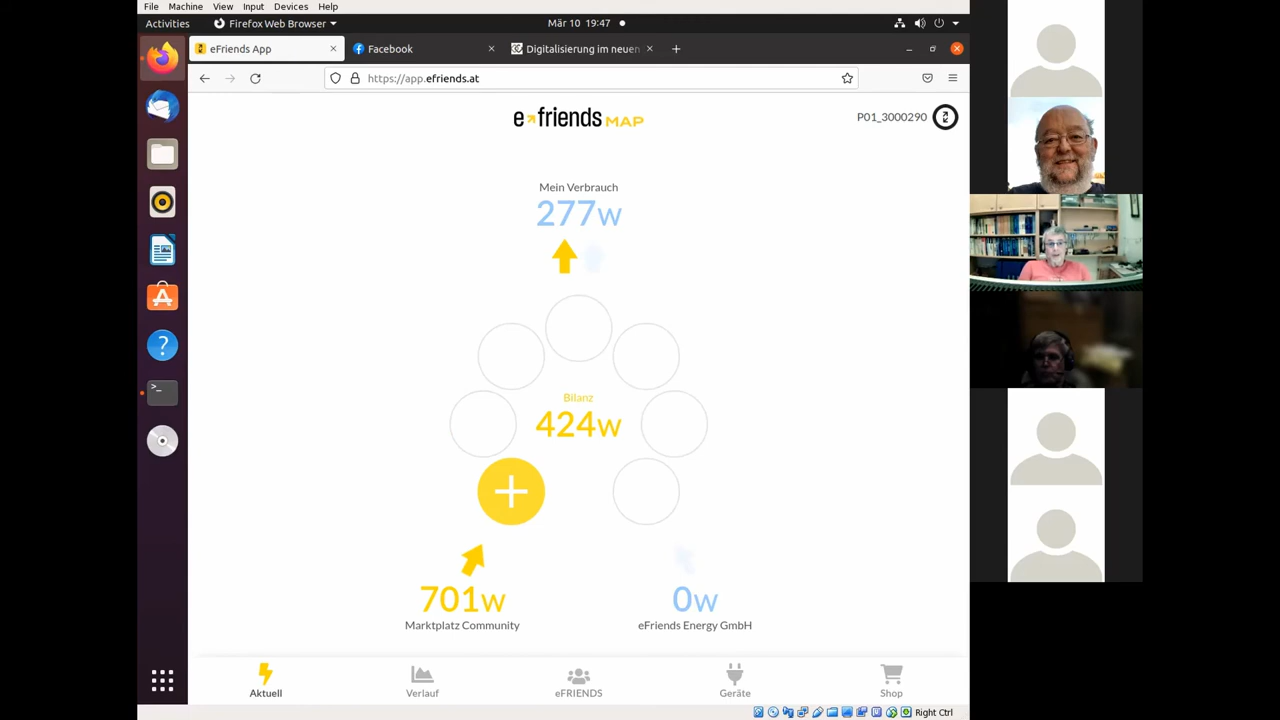 File Machine View Input Devices Help
Activities Firefox Web Browser Mär 10 19:47
eFriends App Facebook Digitalisierung im neuen
https://app.efriends.at
e friends MAP P01_3000290
Mein Verbrauch
277W
Bilanz
424W
701W 0W
Marktplatz Community eFriends Energy GmbH
Aktuell Verlauf eFRIENDS Geräte Shop
Right Ctrl